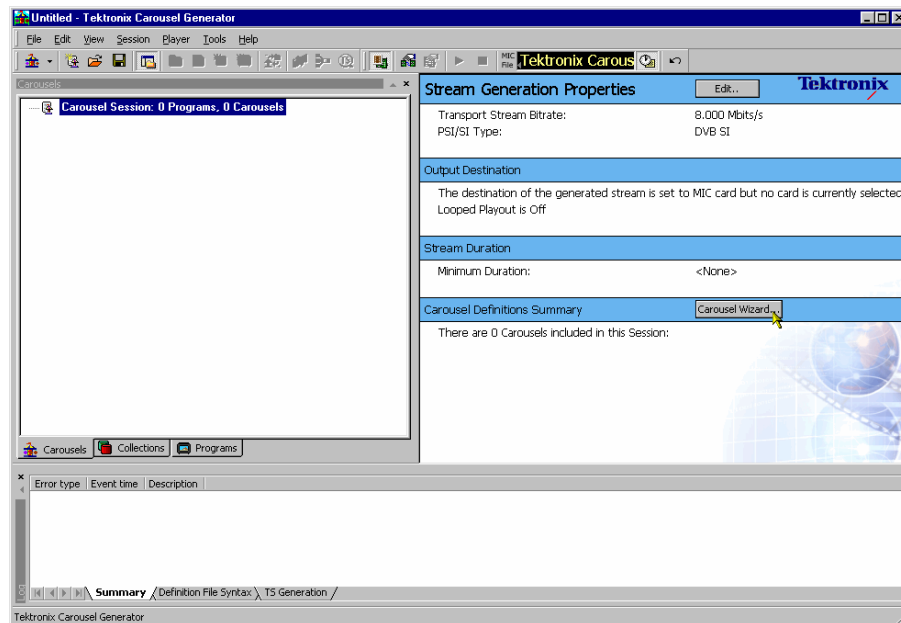 Untitled - Tektronix Carousel Generator
File Edit View Session Player Tools Help
MIC File Tektronix Carous
Carousels
Carousel Session: 0 Programs, 0 Carousels
Carousels Collections Programs
Stream Generation Properties Edit.. Tektronix
Transport Stream Bitrate: 8.000 Mbits/s
PSI/SI Type: DVB SI
Output Destination
The destination of the generated stream is set to MIC card but no card is currently selected
Looped Playout is Off
Stream Duration
Minimum Duration: <None>
Carousel Definitions Summary Carousel Wizard...
There are 0 Carousels included in this Session:
Error type Event time Description
Summary Definition File Syntax TS Generation
Tektronix Carousel Generator